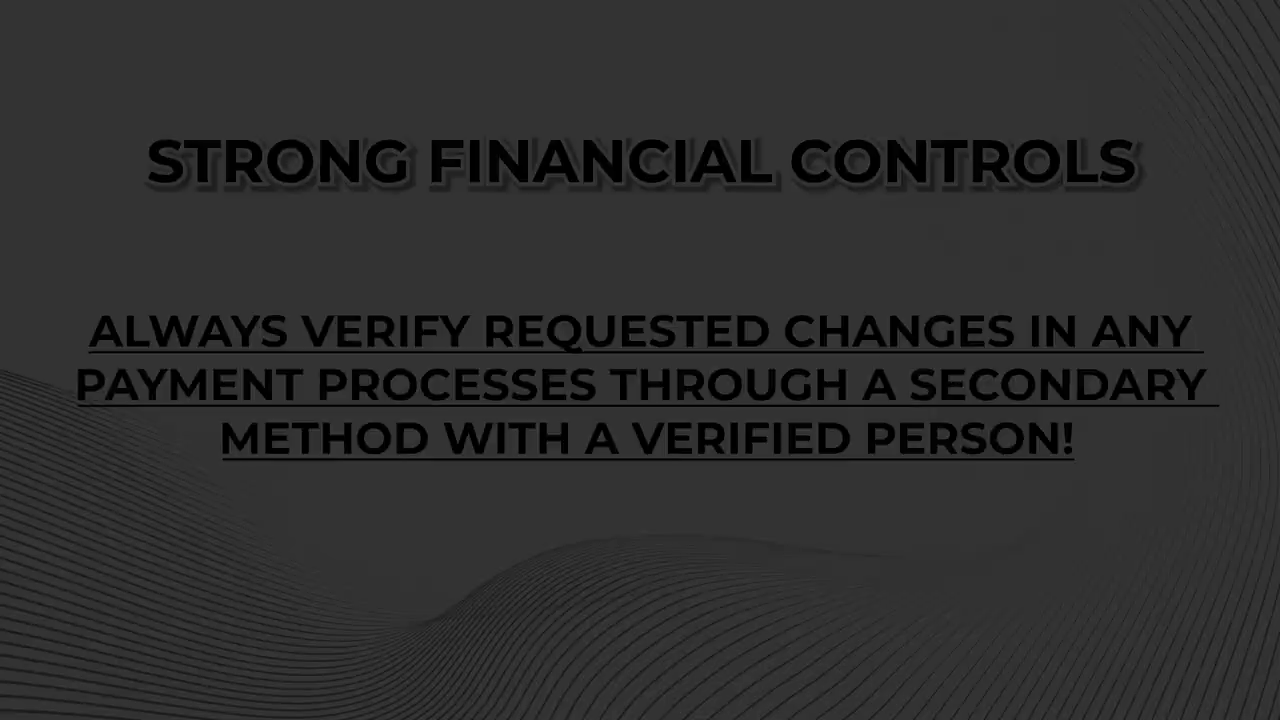 STRONG FINANCIAL CONTROLS
ALWAYS VERIFY REQUESTED CHANGES IN ANY
PAYMENT PROCESSES THROUGH A SECONDARY
METHOD WITH A VERIFIED PERSON!